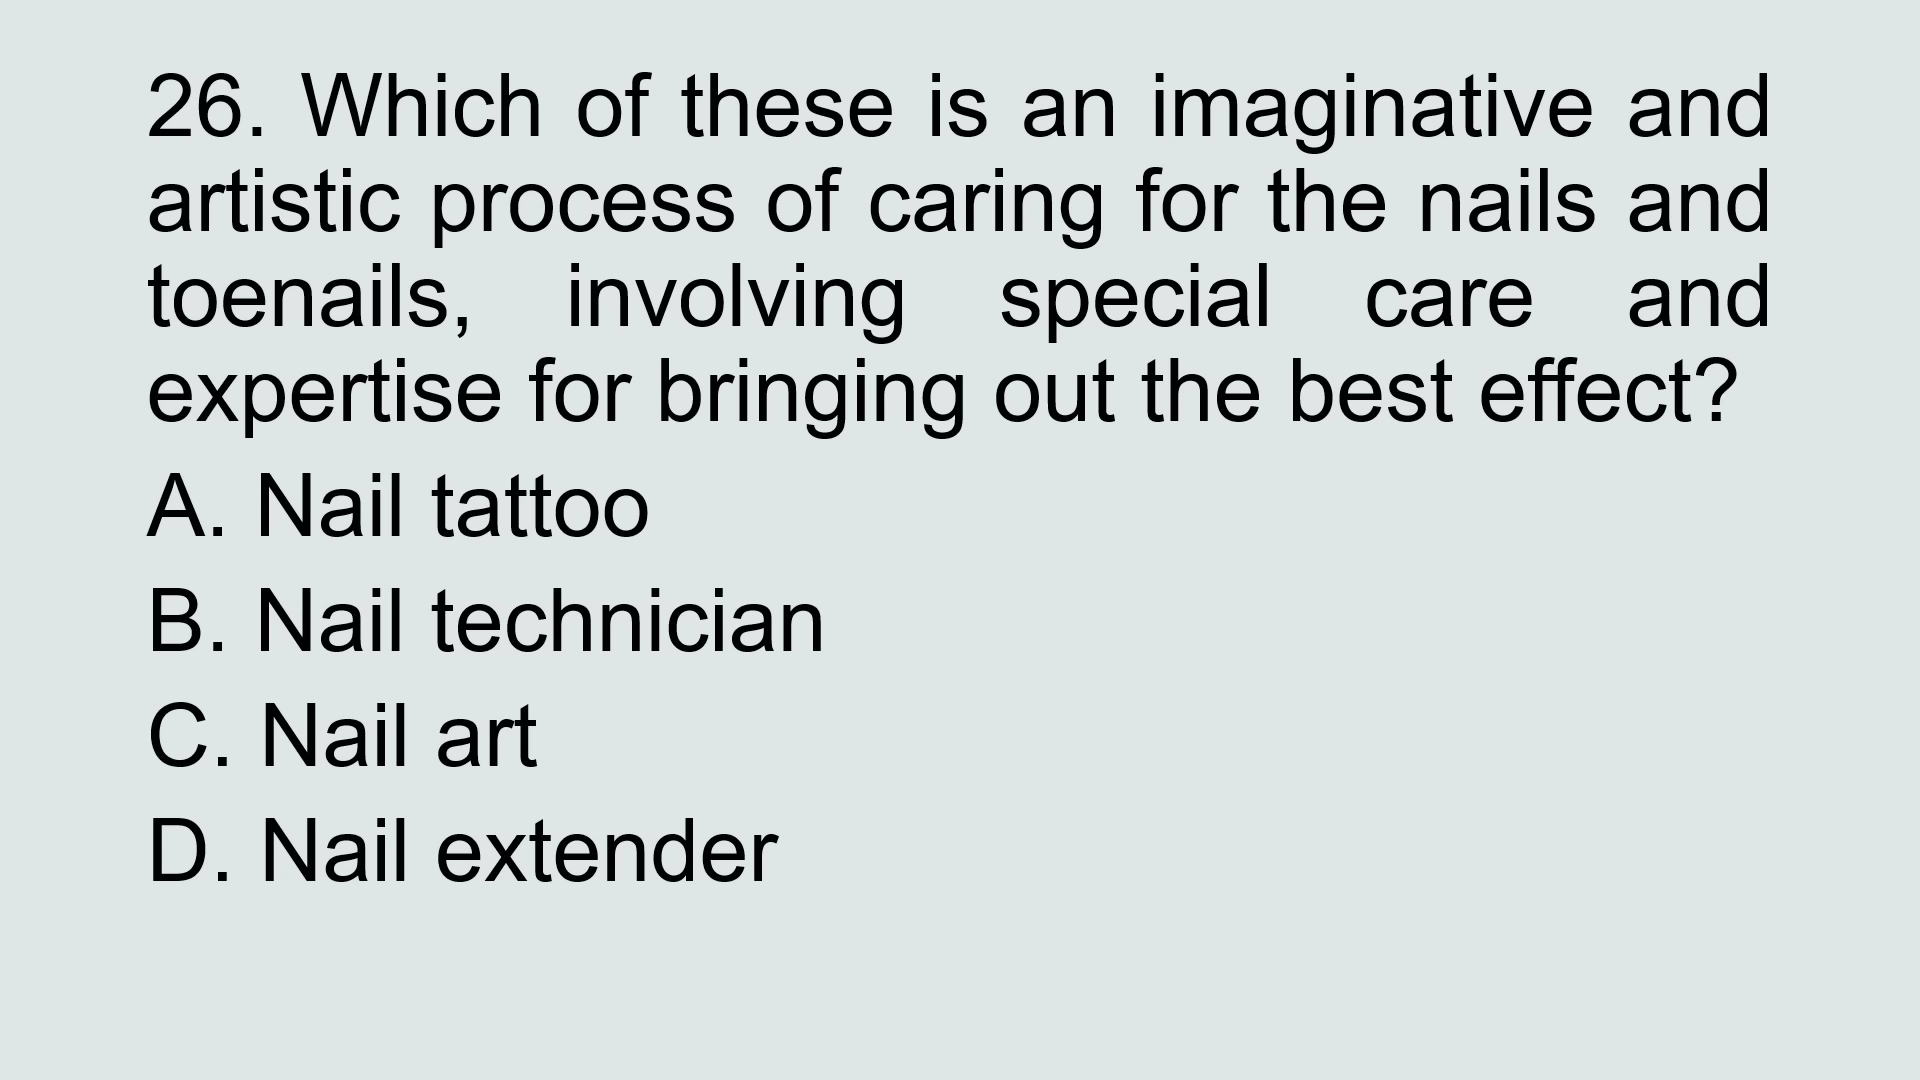 26. Which of these is an imaginative and
artistic process of caring for the nails and
toenails, involving special care and
expertise for bringing out the best effect?
A. Nail tattoo
B. Nail technician
C. Nail art
D. Nail extender